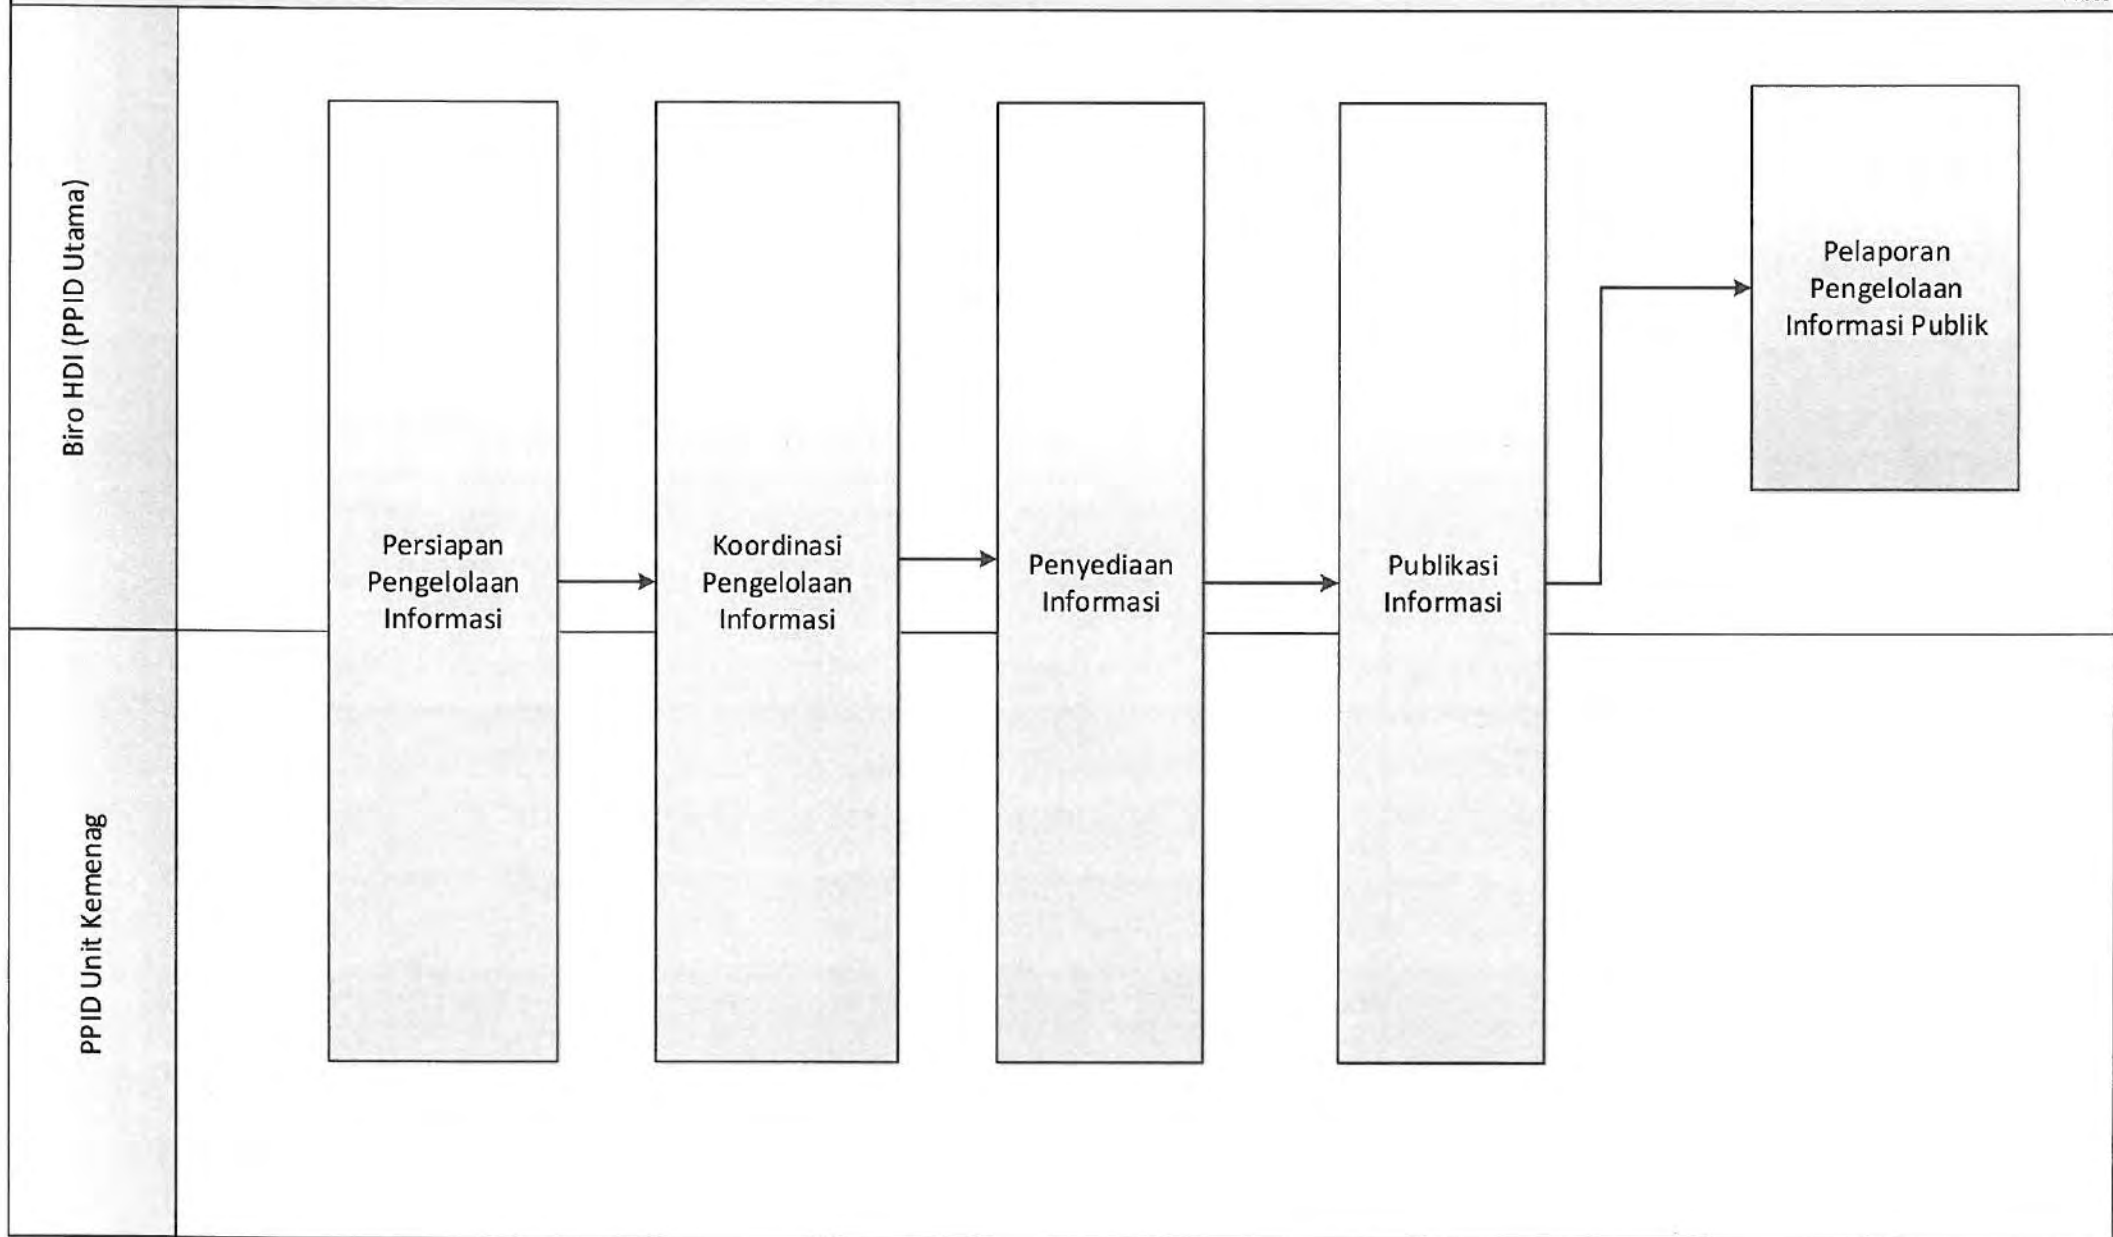 Biro HDI (PPID Utama)
Persiapan
Pengelolaan
Informasi
Koordinasi
Pengelolaan
Informasi
Penyediaan
Informasi
Publikasi
Informasi
Pelaporan
Pengelolaan
Informasi Publik
PPID Unit Kemenag